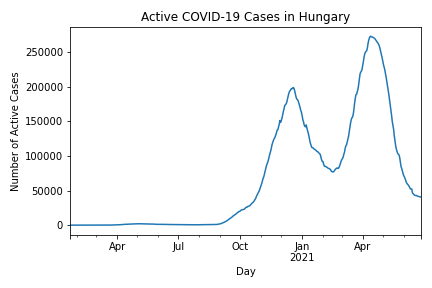 Active COVID-19 Cases in Hungary
250000
200000
150000
100000
50000
0
Number of Active Cases
Apr Jul Oct Jan Apr
2021
Day